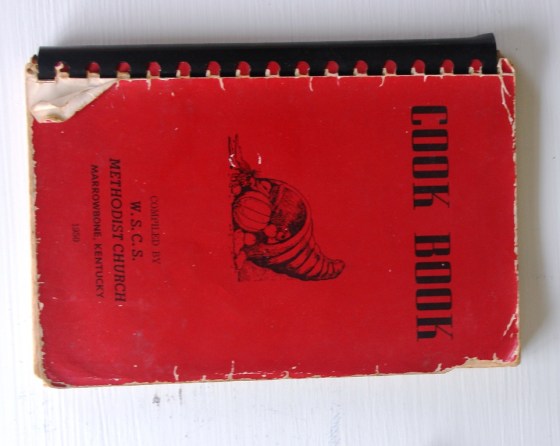 COOK BOOK
COMPILED BY
W. S. C. S.
METHODIST CHURCH
MARROWBONE, KENTUCKY